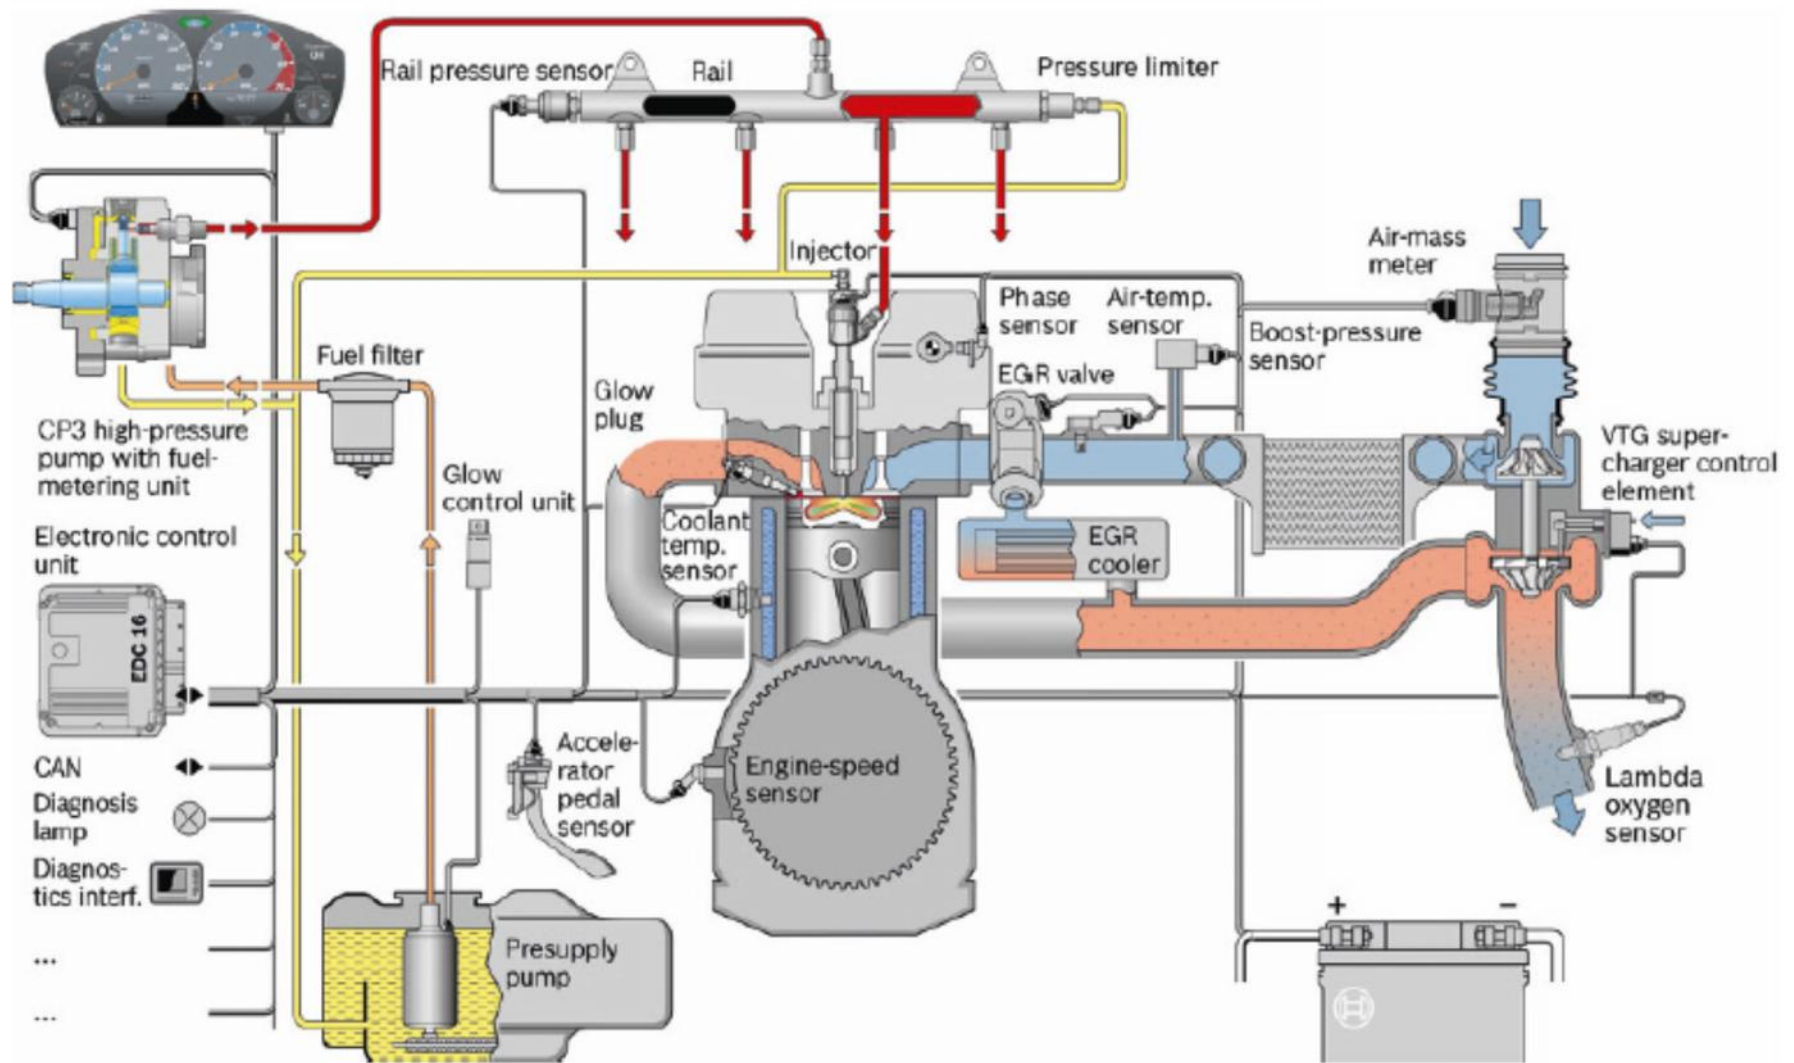 Rail pressure sensor
Rail
Pressure limiter
Injector
Air-mass
meter
Phase
sensor
Air-temp.
sensor
Boost-pressure
sensor
Fuel filter
EGR valve
Glow
plug
CP3 high-pressure
pump with fuel-
metering unit
VTG super-
charger control
element
Glow
control unit
Coolant
temp.
sensor
EGR
cooler
Electronic control
unit
EDC 16
Accele-
rator
pedal
sensor
Engine-speed
sensor
CAN
Diagnosis
lamp
Lambda
oxygen
sensor
Diagnos-
tics interf.
+
–
Presupply
pump
...
...